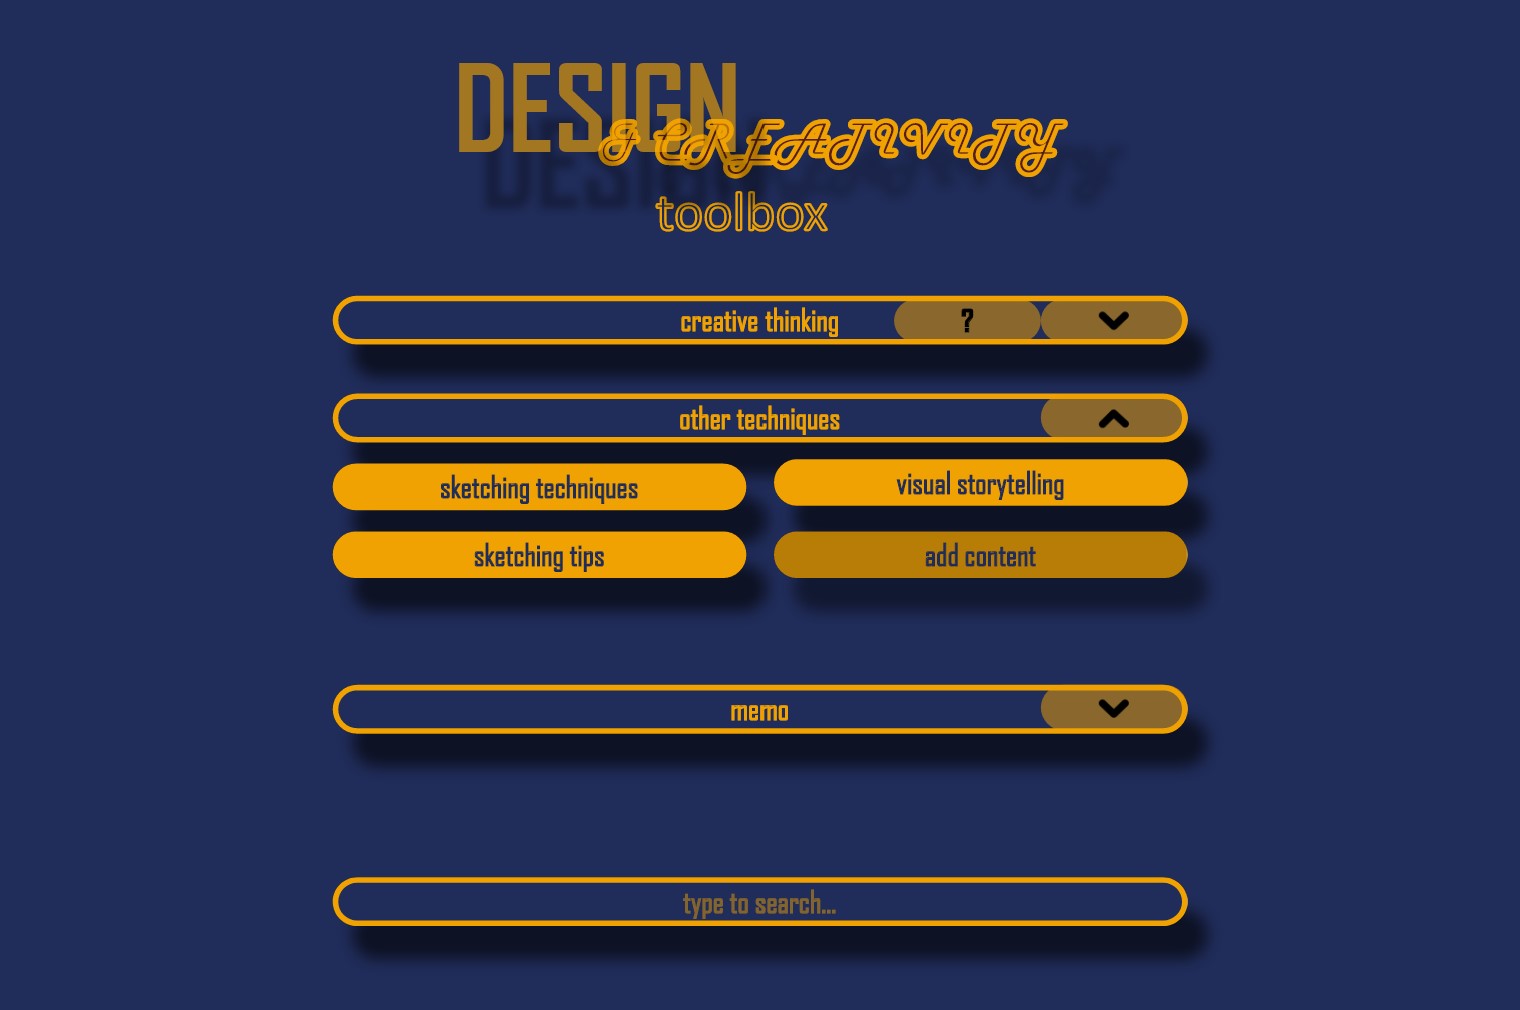 DESIGN
& CREATIVITY
toolbox
creative thinking ?
other techniques
sketching techniques
visual storytelling
sketching tips
add content
memo
type to search...